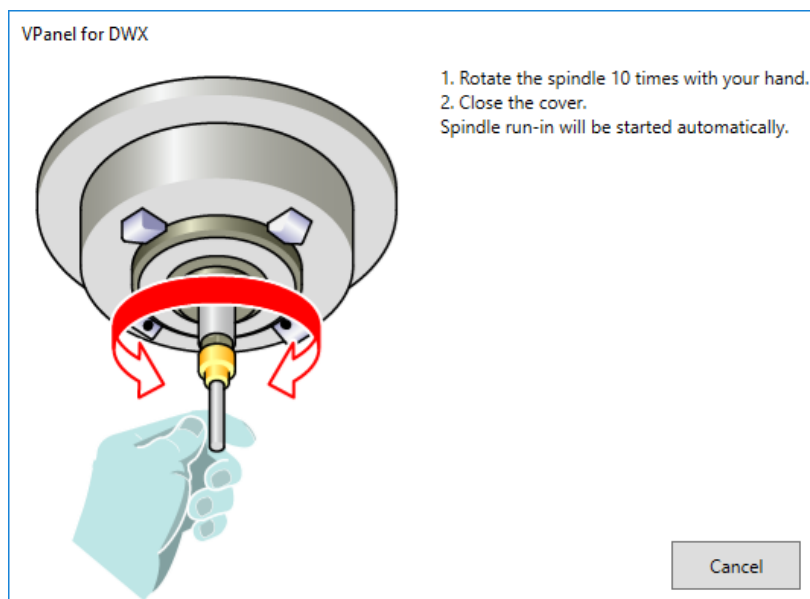 VPanel for DWX
1. Rotate the spindle 10 times with your hand.
2. Close the cover.
Spindle run-in will be started automatically.
Cancel